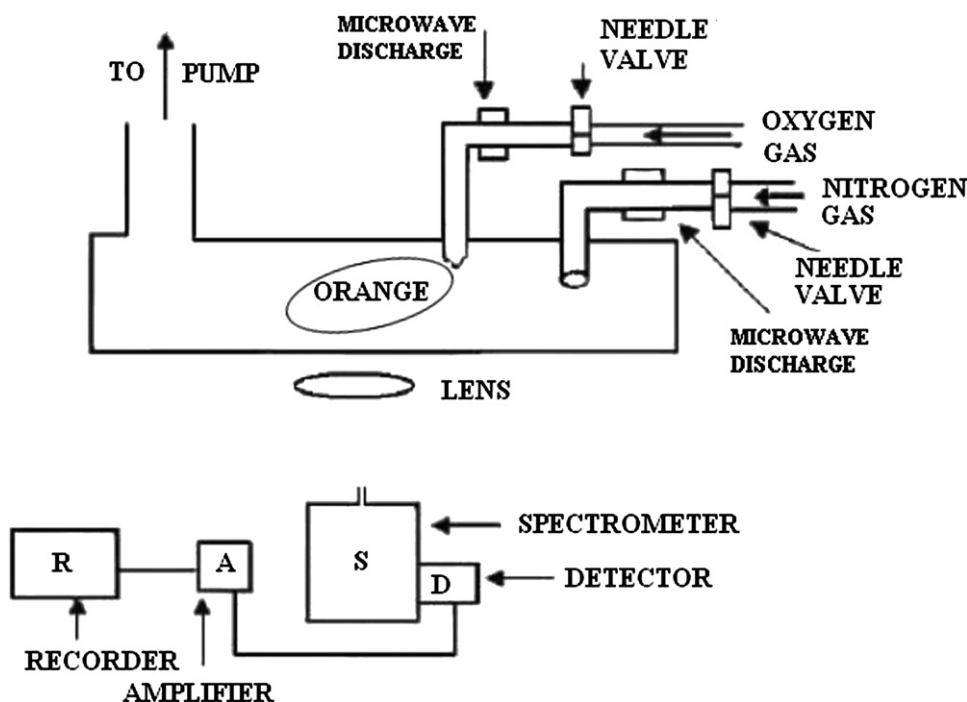 MICROWAVE
DISCHARGE
NEEDLE
VALVE
TO PUMP
OXYGEN
GAS
NITROGEN
GAS
NEEDLE
VALVE
MICROWAVE
DISCHARGE
ORANGE
LENS
SPECTROMETER
R
A
S
D
DETECTOR
RECORDER
AMPLIFIER